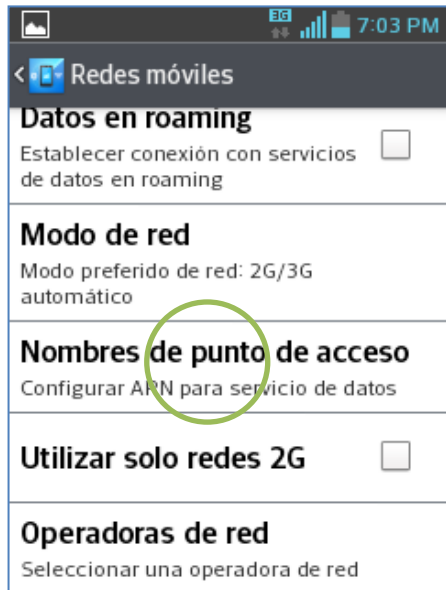 3G 7:03 PM
Redes móviles
Datos en roaming
Establecer conexión con servicios
de datos en roaming
Modo de red
Modo preferido de red: 2G/3G
automático
Nombres de punto de acceso
Configurar APN para servicio de datos
Utilizar solo redes 2G
Operadoras de red
Seleccionar una operadora de red